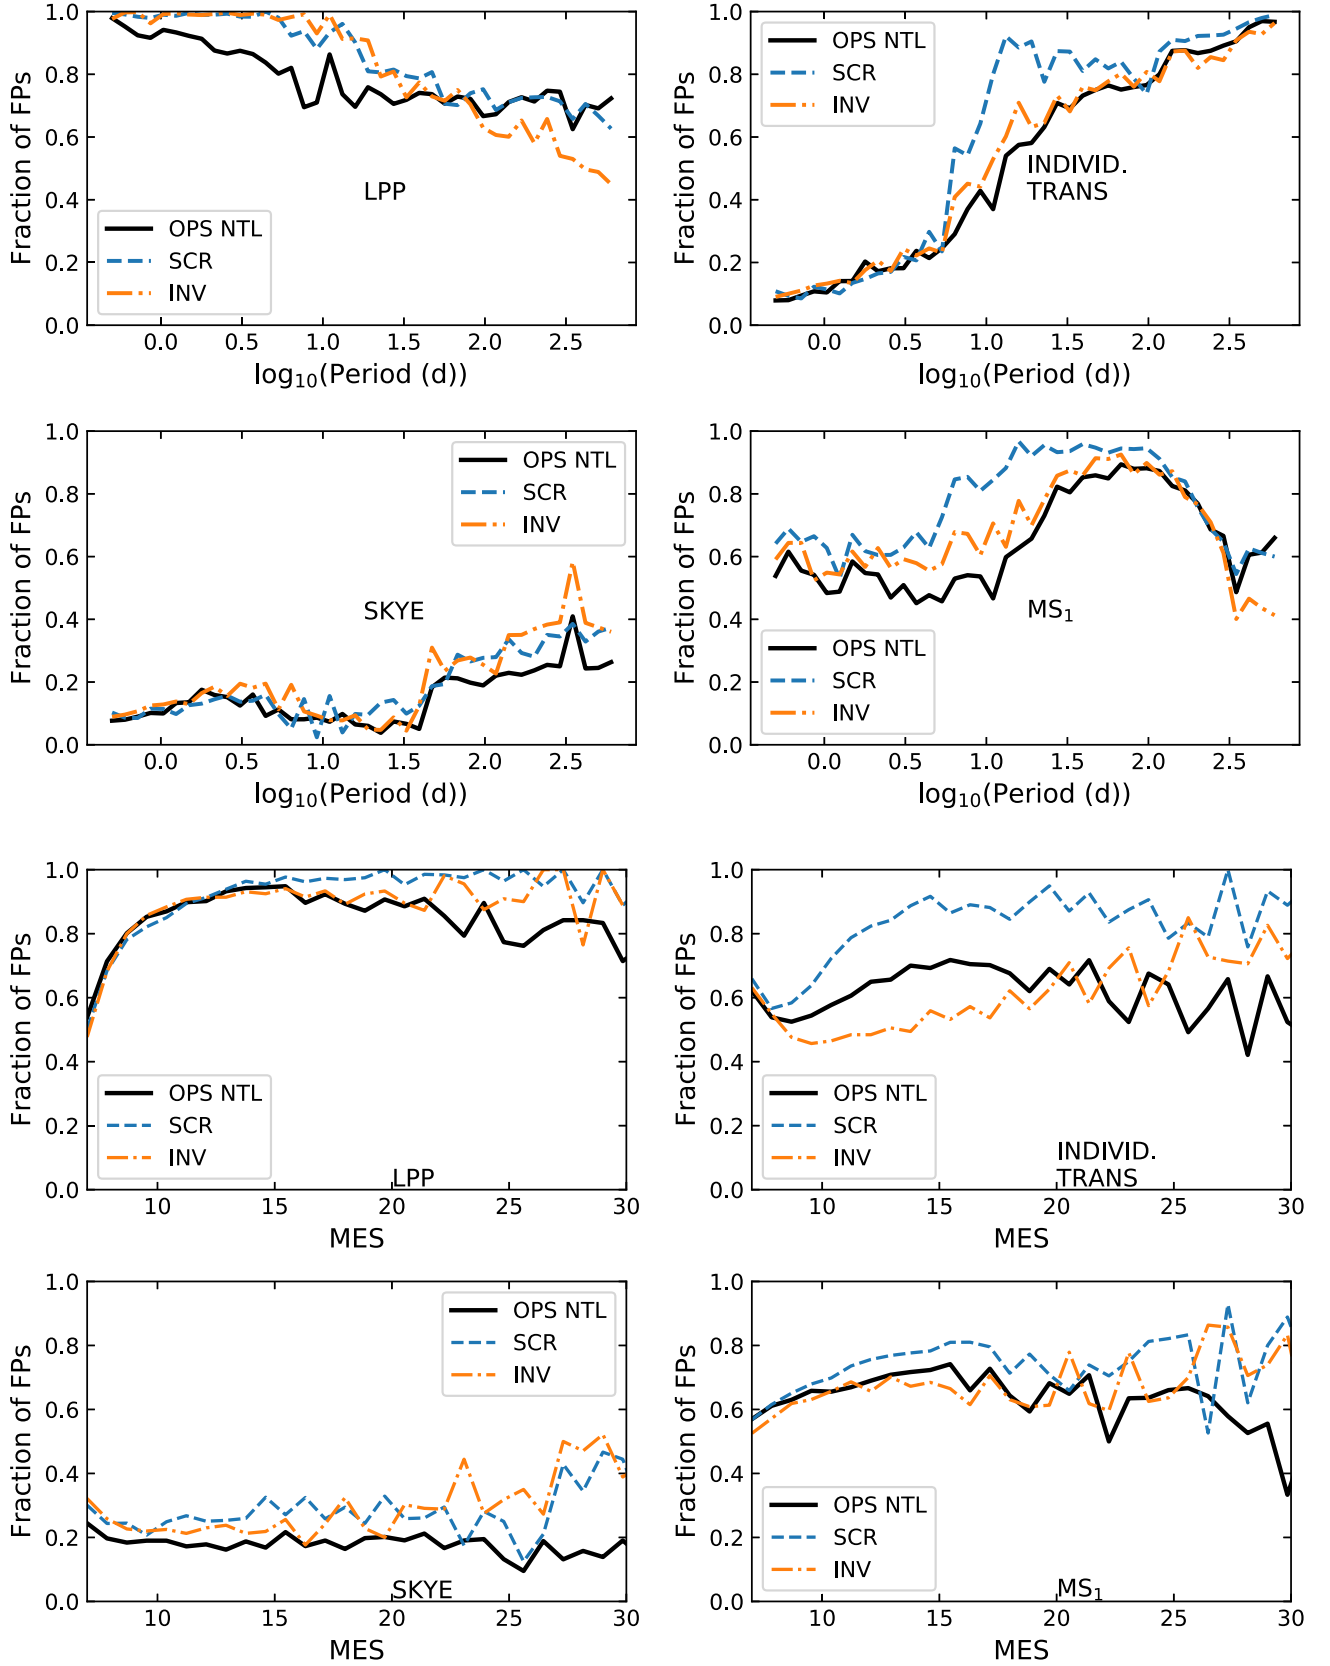 1.0
0.8
0.6
0.4
0.2
0.0
Fraction of FPs
LPP
OPS NTL
SCR
INV
0.0 0.5 1.0 1.5 2.0 2.5
log₁₀(Period (d))
1.0
0.8
0.6
0.4
0.2
0.0
Fraction of FPs
OPS NTL
SCR
INV
INDIVID.
TRANS
0.0 0.5 1.0 1.5 2.0 2.5
log₁₀(Period (d))
1.0
0.8
0.6
0.4
0.2
0.0
Fraction of FPs
OPS NTL
SCR
INV
SKYE
0.0 0.5 1.0 1.5 2.0 2.5
log₁₀(Period (d))
1.0
0.8
0.6
0.4
0.2
0.0
Fraction of FPs
MS₁
OPS NTL
SCR
INV
0.0 0.5 1.0 1.5 2.0 2.5
log₁₀(Period (d))
1.0
0.8
0.6
0.4
0.2
0.0
Fraction of FPs
OPS NTL
SCR
INV
LPP
10 15 20 25 30
MES
1.0
0.8
0.6
0.4
0.2
0.0
Fraction of FPs
OPS NTL
SCR
INV
INDIVID.
TRANS
10 15 20 25 30
MES
1.0
0.8
0.6
0.4
0.2
0.0
Fraction of FPs
OPS NTL
SCR
INV
SKYE
10 15 20 25 30
MES
1.0
0.8
0.6
0.4
0.2
0.0
Fraction of FPs
OPS NTL
SCR
INV
MS₁
10 15 20 25 30
MES